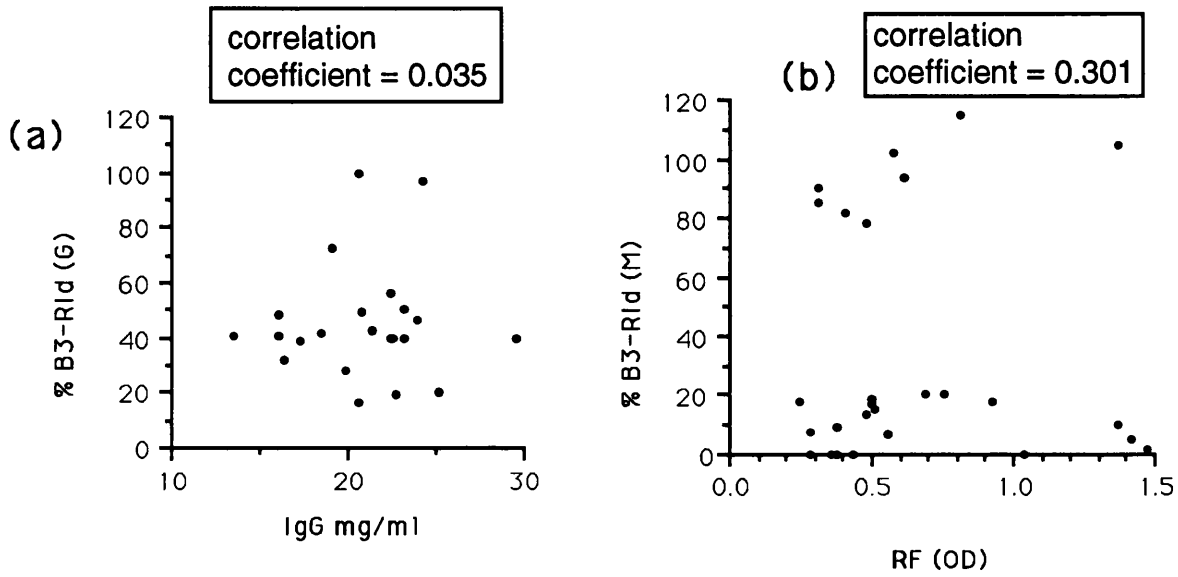 correlation
coefficient = 0.035
(a)
120
100
80
60
40
20
0
% B3-RId (G)
10
20
30
IgG mg/ml
correlation
coefficient = 0.301
(b)
120
100
80
60
40
20
0
% B3-RId (M)
0.0
0.5
1.0
1.5
RF (OD)